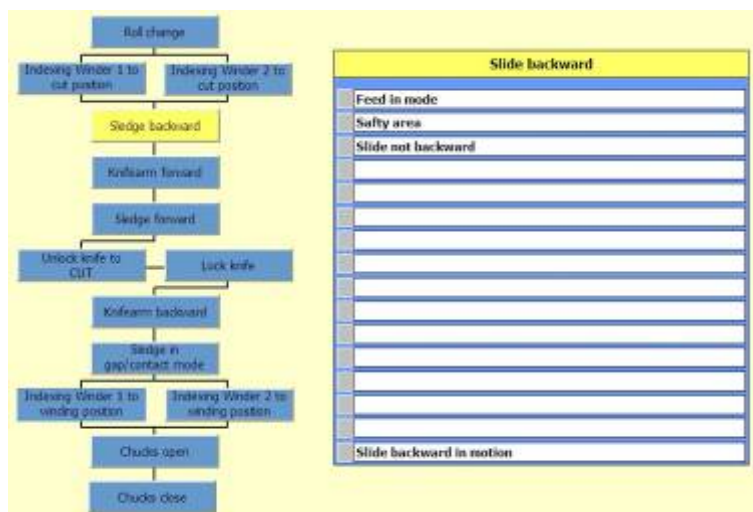 Roll change
Indexing Winder 1 to
cut position
Indexing Winder 2 to
cut position
Sledge backward
Knifearm forward
Sledge forward
Unlock knife to
CUT
Lock knife
Knifearm backward
Sledge in
gap/contact mode
Indexing Winder 1 to
winding position
Indexing Winder 2 to
winding position
Chucks open
Chucks close
Slide backward
Feed in mode
Safty area
Slide not backward
Slide backward in motion